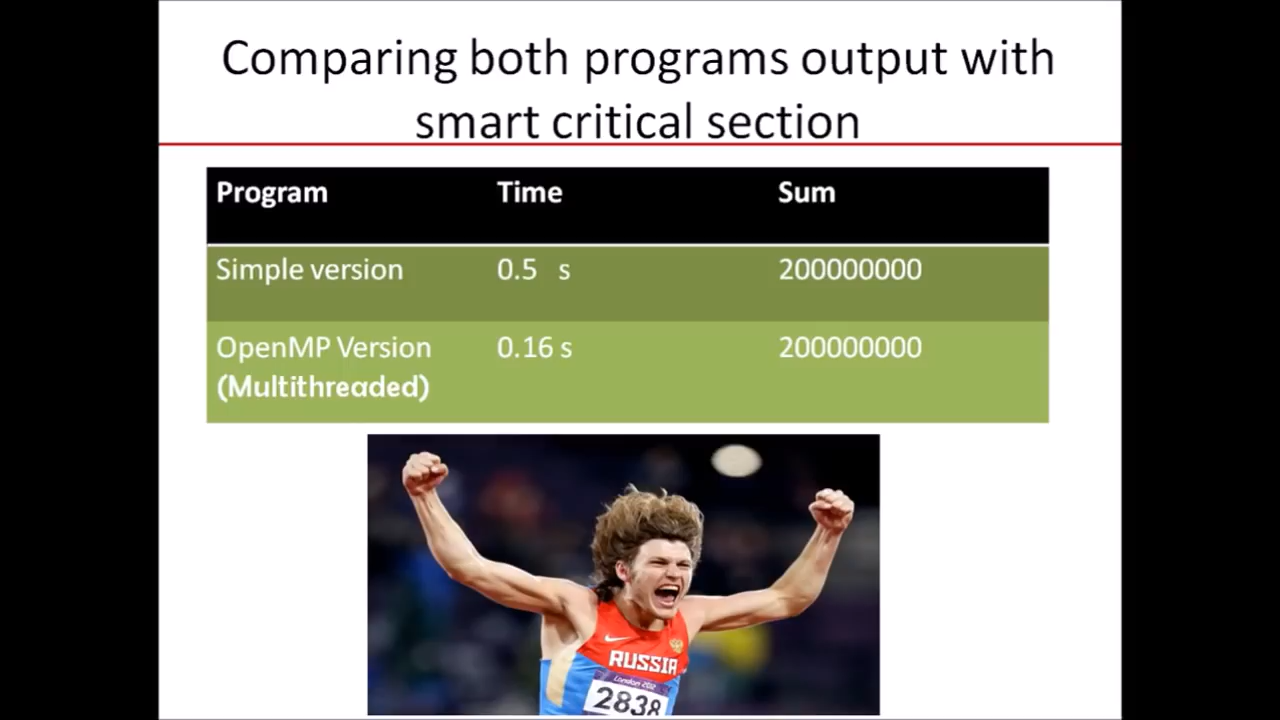 Comparing both programs output with
smart critical section
Program Time Sum
Simple version 0.5 s 200000000
OpenMP Version 0.16 s 200000000
(Multithreaded)
RUSSIA
London 2012
2838